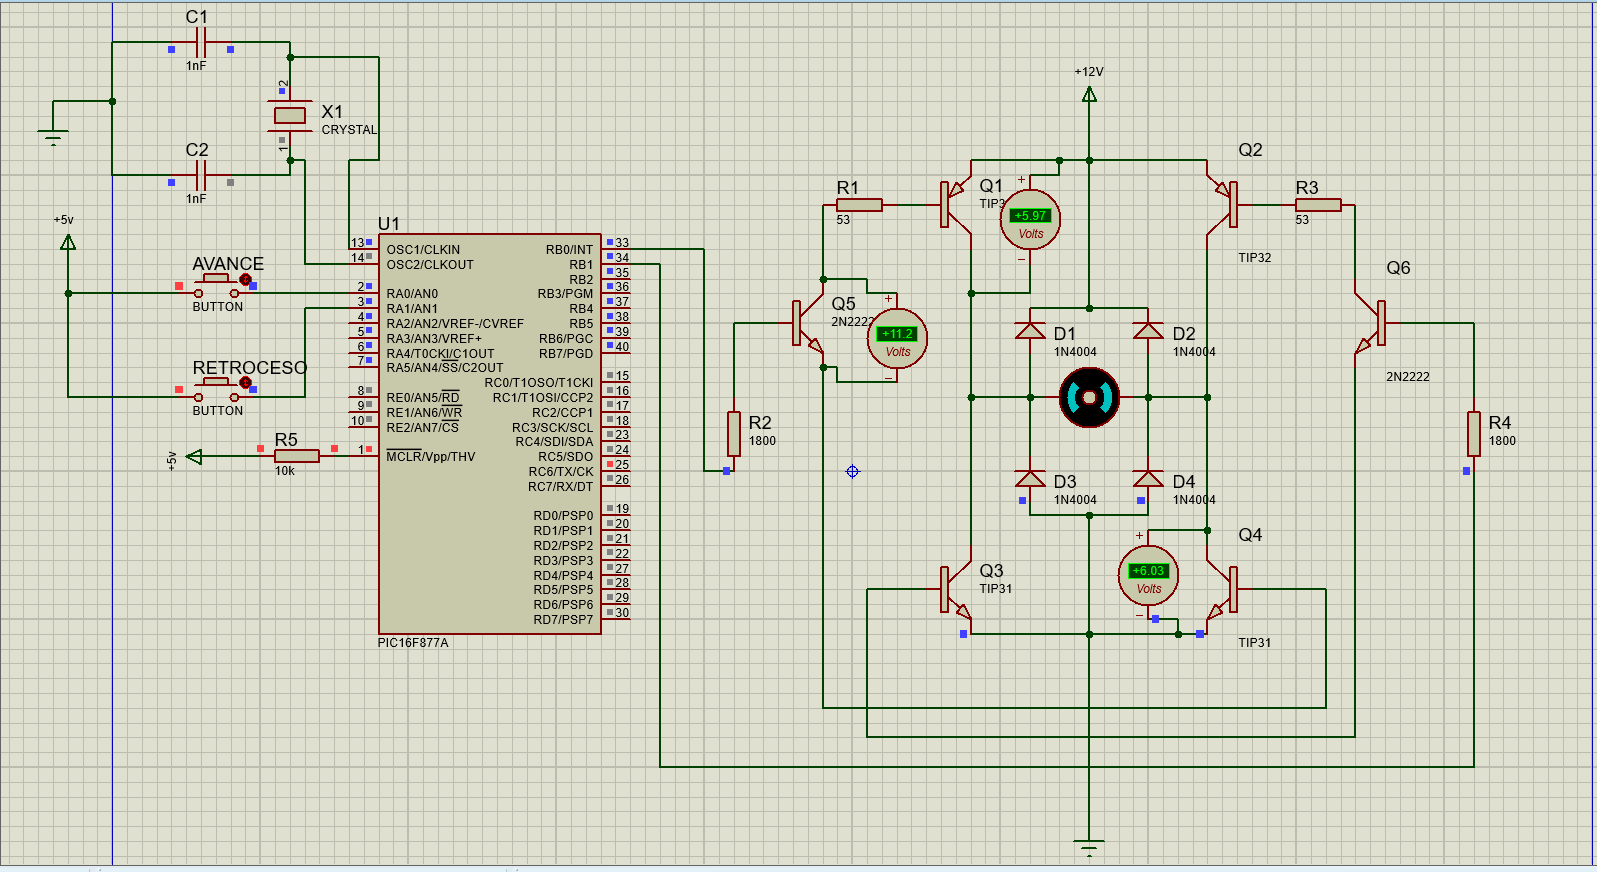 C1
1nF
2
X1
CRYSTAL
1
C2
1nF
+5v
AVANCE
BUTTON
RETROCESO
BUTTON
+5v
R5
10k
U1
13
OSC1/CLKIN
14
OSC2/CLKOUT
2
RA0/AN0
3
RA1/AN1
4
RA2/AN2/VREF-/CVREF
5
RA3/AN3/VREF+
6
RA4/T0CKI/C1OUT
7
RA5/AN4/SS/C2OUT
8
RE0/AN5/RD
9
RE1/AN6/WR
10
RE2/AN7/CS
1
MCLR/Vpp/THV
RB0/INT
33
RB1
34
RB2
35
RB3/PGM
36
RB4
37
RB5
38
RB6/PGC
39
RB7/PGD
40
RC0/T1OSO/T1CKI
15
RC1/T1OSI/CCP2
16
RC2/CCP1
17
RC3/SCK/SCL
18
RC4/SDI/SDA
23
RC5/SDO
24
RC6/TX/CK
25
RC7/RX/DT
26
RD0/PSP0
19
RD1/PSP1
20
RD2/PSP2
21
RD3/PSP3
22
RD4/PSP4
27
RD5/PSP5
28
RD6/PSP6
29
RD7/PSP7
30
PIC16F877A
R2
1800
R1
53
Q5
2N2222
+
+11.2
Volts
−
+12V
Q1
TIP3
+
+5.97
Volts
−
Q2
TIP32
R3
53
Q6
2N2222
R4
1800
D1
1N4004
D2
1N4004
D3
1N4004
D4
1N4004
Q3
TIP31
+
+6.03
Volts
−
Q4
TIP31